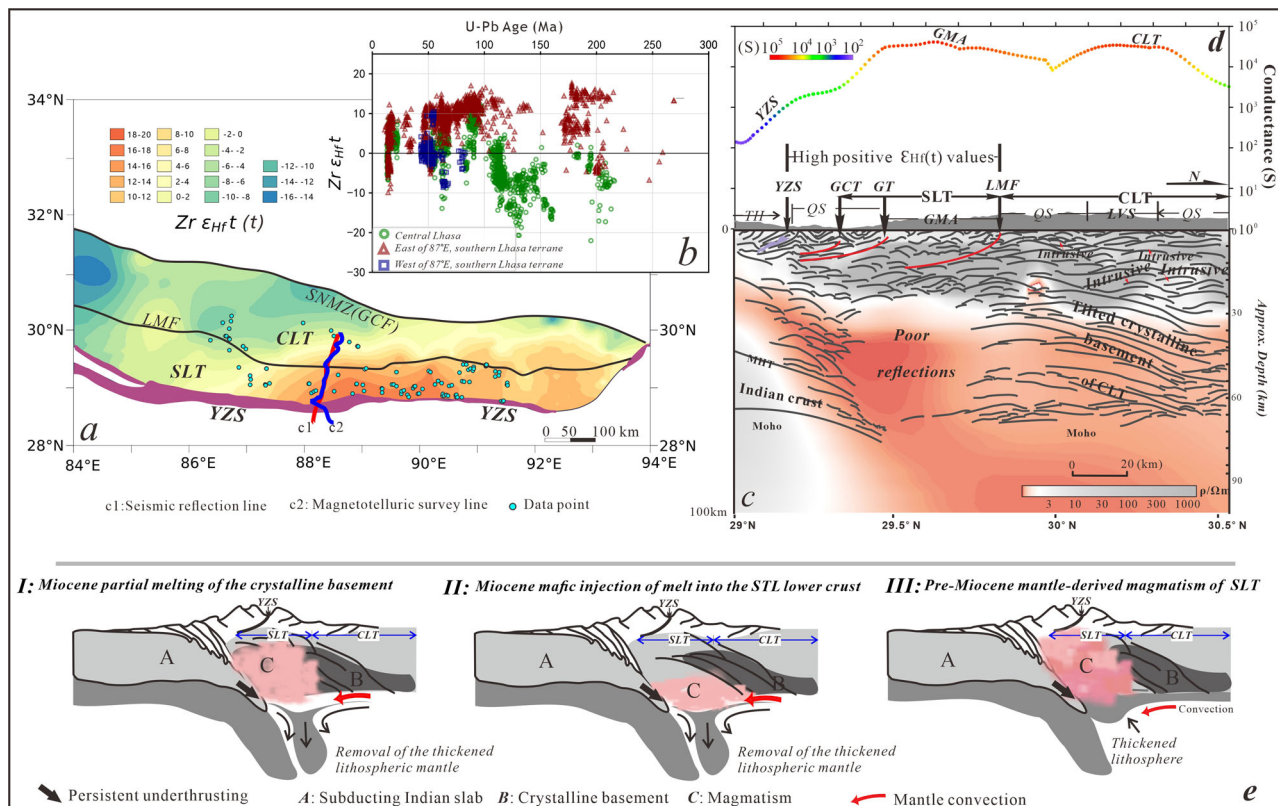 U-Pb Age (Ma)
0 50 100 150 200 250 300
b
25
20
10
0
−10
−20
−30
Zr εHf t
Central Lhasa
East of 87°E, southern Lhasa terrane
West of 87°E, southern Lhasa terrane
34°N
32°N
30°N
28°N
18-20 8-10 -2- 0
16-18 6-8 -4- -2
14-16 4-6 -6- -4 -12- -10
12-14 2-4 -8- -6 -14- -12
10-12 0-2 -10- -8 -16- -14
Zr εHf t (t)
SNMZ(GCF)
LMF
CLT
SLT
YZS
YZS
a
c1 c2
0 50 100 km
84°E 86°E 88°E 90°E 92°E 94°E
c1:Seismic reflection line c2: Magnetotelluric survey line Data point
(S) 10⁵ 10⁴ 10³ 10²
GMA
CLT
YZS
d
10⁵
10⁴
10³
10²
10¹
10⁰
Conductance (S)
High positive εHf(t) values
YZS GCT GT LMF
N
SLT CLT
TH QS GMA QS LVS QS
0
Intrusive
Intrusive
Intrusive
Intrusive
Tilted crystalline
basement
of CLT
Poor
reflections
MHT
Indian crust
Moho
Moho
30
60
90
Approx. Depth (km)
0 20 (km)
ρ/Ωm
3 10 30 100 300 1000
c
100km
29°N 29.5°N 30°N 30.5°N
I: Miocene partial melting of the crystalline basement
YZS
SLT CLT
A
C
B
Removal of the thickened
lithospheric mantle
II: Miocene mafic injection of melt into the STL lower crust
YZS
SLT CLT
A
C
B
Removal of the thickened
lithospheric mantle
III: Pre-Miocene mantle-derived magmatism of SLT
YZS
SLT CLT
A
C
B
Convection
Thickened
lithosphere
Persistent underthrusting A: Subducting Indian slab B: Crystalline basement C: Magmatism Mantle convection
e